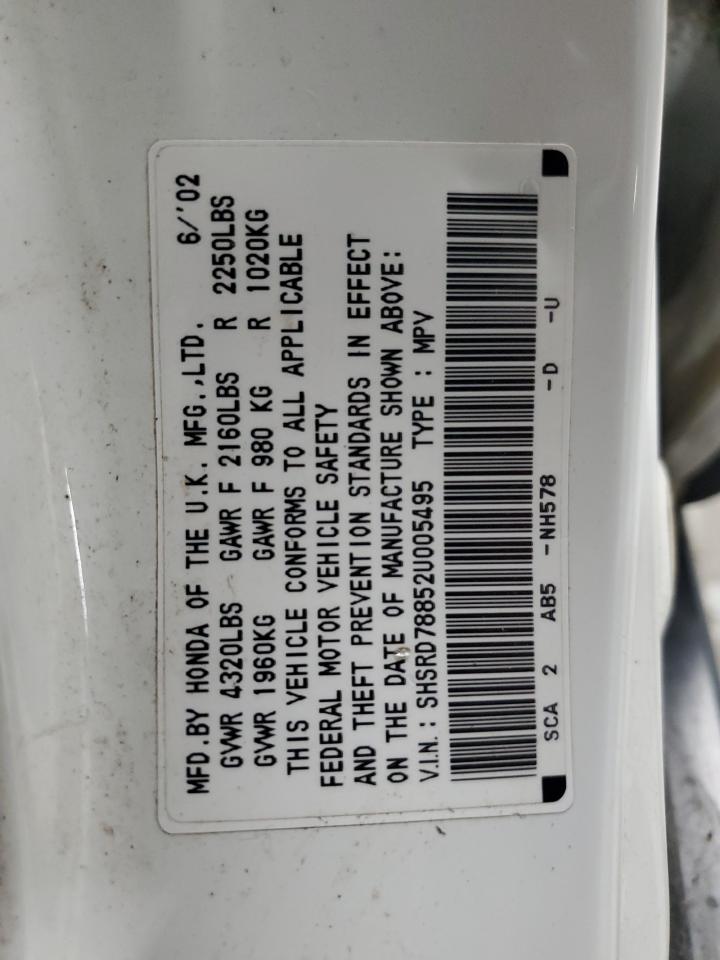 MFD.BY HONDA OF THE U.K. MFG.,LTD. 6/'02
GVWR 4320LBS GAWR F 2160LBS R 2250LBS
GVWR 1960KG GAWR F 980 KG R 1020KG
THIS VEHICLE CONFORMS TO ALL APPLICABLE
FEDERAL MOTOR VEHICLE SAFETY
AND THEFT PREVENTION STANDARDS IN EFFECT
ON THE DATE OF MANUFACTURE SHOWN ABOVE:
V.I.N.: SHSRD78852U005495 TYPE : MPV
SCA 2 AB5 -NH578 -D -U